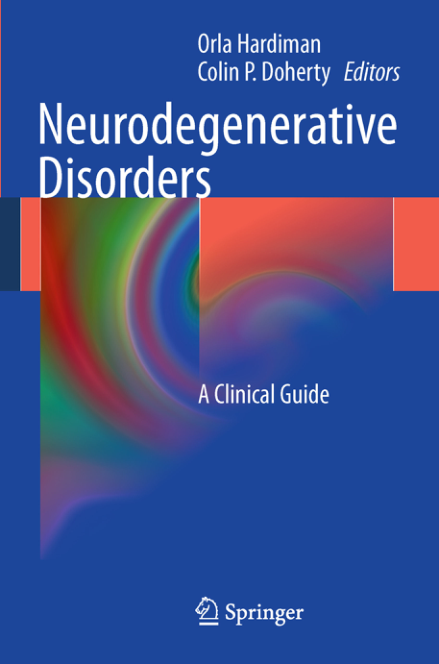 Orla Hardiman
Colin P. Doherty Editors
Neurodegenerative
Disorders
A Clinical Guide
Springer